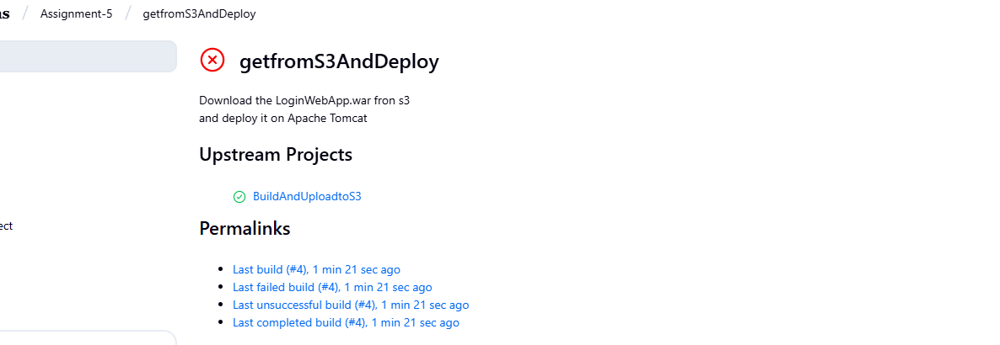 Assignment-5 / getfromS3AndDeploy
getfromS3AndDeploy
Download the LoginWebApp.war fron s3
and deploy it on Apache Tomcat
Upstream Projects
BuildAndUploadtoS3
Permalinks
Last build (#4), 1 min 21 sec ago
Last failed build (#4), 1 min 21 sec ago
Last unsuccessful build (#4), 1 min 21 sec ago
Last completed build (#4), 1 min 21 sec ago